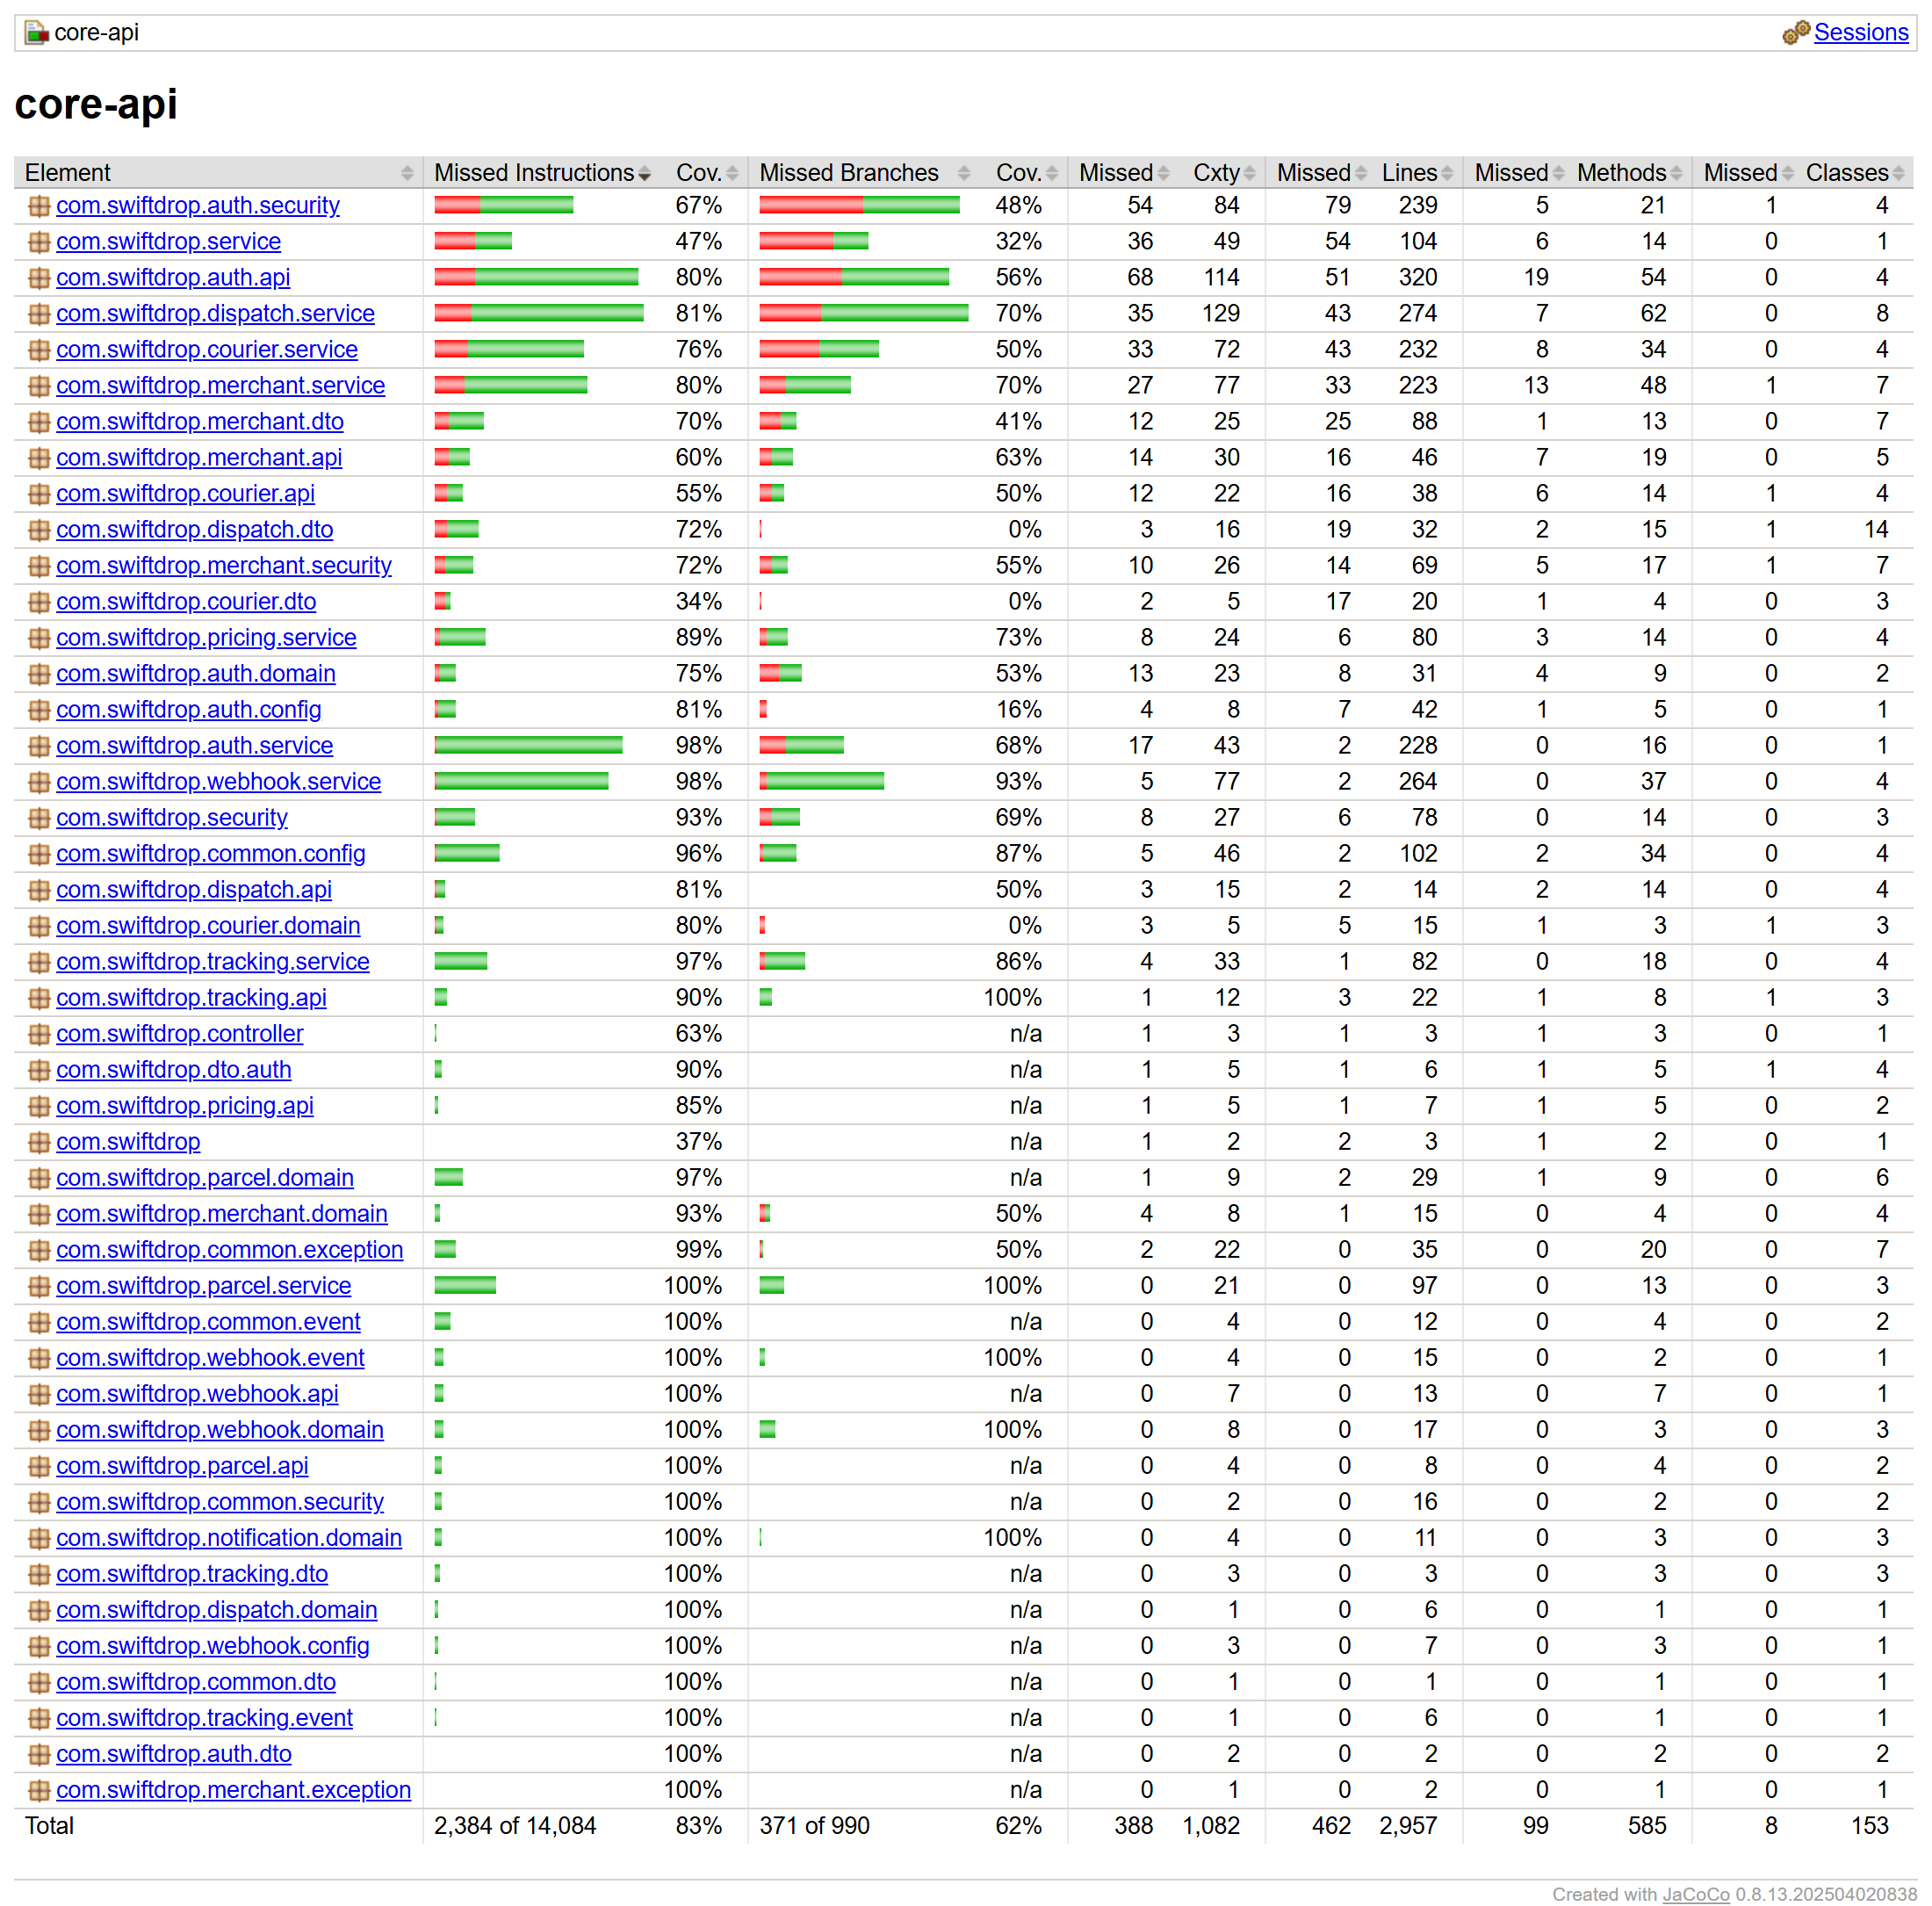 core-api Sessions
core-api
Element Missed Instructions Cov. Missed Branches Cov. Missed Cxty Missed Lines Missed Methods Missed Classes
com.swiftdrop.auth.security 67% 48% 54 84 79 239 5 21 1 4
com.swiftdrop.service 47% 32% 36 49 54 104 6 14 0 1
com.swiftdrop.auth.api 80% 56% 68 114 51 320 19 54 0 4
com.swiftdrop.dispatch.service 81% 70% 35 129 43 274 7 62 0 8
com.swiftdrop.courier.service 76% 50% 33 72 43 232 8 34 0 4
com.swiftdrop.merchant.service 80% 70% 27 77 33 223 13 48 1 7
com.swiftdrop.merchant.dto 70% 41% 12 25 25 88 1 13 0 7
com.swiftdrop.merchant.api 60% 63% 14 30 16 46 7 19 0 5
com.swiftdrop.courier.api 55% 50% 12 22 16 38 6 14 1 4
com.swiftdrop.dispatch.dto 72% 0% 3 16 19 32 2 15 1 14
com.swiftdrop.merchant.security 72% 55% 10 26 14 69 5 17 1 7
com.swiftdrop.courier.dto 34% 0% 2 5 17 20 1 4 0 3
com.swiftdrop.pricing.service 89% 73% 8 24 6 80 3 14 0 4
com.swiftdrop.auth.domain 75% 53% 13 23 8 31 4 9 0 2
com.swiftdrop.auth.config 81% 16% 4 8 7 42 1 5 0 1
com.swiftdrop.auth.service 98% 68% 17 43 2 228 0 16 0 1
com.swiftdrop.webhook.service 98% 93% 5 77 2 264 0 37 0 4
com.swiftdrop.security 93% 69% 8 27 6 78 0 14 0 3
com.swiftdrop.common.config 96% 87% 5 46 2 102 2 34 0 4
com.swiftdrop.dispatch.api 81% 50% 3 15 2 14 2 14 0 4
com.swiftdrop.courier.domain 80% 0% 3 5 5 15 1 3 1 3
com.swiftdrop.tracking.service 97% 86% 4 33 1 82 0 18 0 4
com.swiftdrop.tracking.api 90% 100% 1 12 3 22 1 8 1 3
com.swiftdrop.controller 63% n/a 1 3 1 3 1 3 0 1
com.swiftdrop.dto.auth 90% n/a 1 5 1 6 1 5 1 4
com.swiftdrop.pricing.api 85% n/a 1 5 1 7 1 5 0 2
com.swiftdrop 37% n/a 1 2 2 3 1 2 0 1
com.swiftdrop.parcel.domain 97% n/a 1 9 2 29 1 9 0 6
com.swiftdrop.merchant.domain 93% 50% 4 8 1 15 0 4 0 4
com.swiftdrop.common.exception 99% 50% 2 22 0 35 0 20 0 7
com.swiftdrop.parcel.service 100% 100% 0 21 0 97 0 13 0 3
com.swiftdrop.common.event 100% n/a 0 4 0 12 0 4 0 2
com.swiftdrop.webhook.event 100% 100% 0 4 0 15 0 2 0 1
com.swiftdrop.webhook.api 100% n/a 0 7 0 13 0 7 0 1
com.swiftdrop.webhook.domain 100% 100% 0 8 0 17 0 3 0 3
com.swiftdrop.parcel.api 100% n/a 0 4 0 8 0 4 0 2
com.swiftdrop.common.security 100% n/a 0 2 0 16 0 2 0 2
com.swiftdrop.notification.domain 100% 100% 0 4 0 11 0 3 0 3
com.swiftdrop.tracking.dto 100% n/a 0 3 0 3 0 3 0 3
com.swiftdrop.dispatch.domain 100% n/a 0 1 0 6 0 1 0 1
com.swiftdrop.webhook.config 100% n/a 0 3 0 7 0 3 0 1
com.swiftdrop.common.dto 100% n/a 0 1 0 1 0 1 0 1
com.swiftdrop.tracking.event 100% n/a 0 1 0 6 0 1 0 1
com.swiftdrop.auth.dto 100% n/a 0 2 0 2 0 2 0 2
com.swiftdrop.merchant.exception 100% n/a 0 1 0 2 0 1 0 1
Total 2,384 of 14,084 83% 371 of 990 62% 388 1,082 462 2,957 99 585 8 153
Created with JaCoCo 0.8.13.202504020838